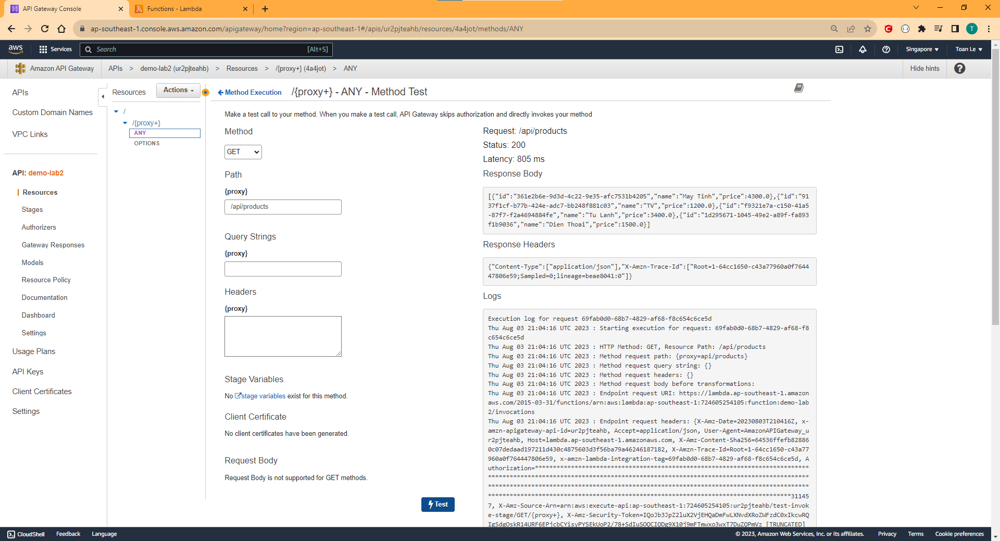 API Gateway Console
Functions - Lambda
ap-southeast-1.console.aws.amazon.com/apigateway/home?region=ap-southeast-1#/apis/ur2pjteahb/resources/4a4jot/methods/ANY
T
aws
Services
Search
[Alt+S]
Singapore
Toan Le
Amazon API Gateway
APIs > demo-lab2 (ur2pjteahb) > Resources > /{proxy+} (4a4jot) > ANY
Hide hints
APIs
Custom Domain Names
VPC Links
API: demo-lab2
Resources
Stages
Authorizers
Gateway Responses
Models
Resource Policy
Documentation
Dashboard
Settings
Usage Plans
API Keys
Client Certificates
Settings
Resources
Actions
/
/{proxy+}
ANY
OPTIONS
Method Execution
/{proxy+} - ANY - Method Test
Make a test call to your method. When you make a test call, API Gateway skips authorization and directly invokes your method
Method
GET
Path
{proxy}
/api/products
Query Strings
{proxy}
Headers
{proxy}
Stage Variables
No stage variables exist for this method.
Client Certificate
No client certificates have been generated.
Request Body
Request Body is not supported for GET methods.
Test
Request: /api/products
Status: 200
Latency: 805 ms
Response Body
[{"id":"361e2b6e-9d3d-4c22-9e35-afc7531b4205","name":"May Tinh","price":4300.0},{"id":"91
37f1cf-b77b-424e-adc7-bb248f881c03","name":"TV","price":1200.0},{"id":"f9321e7a-c150-41a5
-87f7-f2a4694884fe","name":"Tu Lanh","price":3400.0},{"id":"1d295671-1045-49e2-a89f-fa893
f1b9036","name":"Dien Thoai","price":1500.0}]
Response Headers
{"Content-Type":["application/json"],"X-Amzn-Trace-Id":["Root=1-64cc1650-c43a77960a0f7644
47806e59;Sampled=0;lineage=beae8041:0"]}
Logs
Execution log for request 69fab0d0-68b7-4829-af68-f8c654c6ce5d
Thu Aug 03 21:04:16 UTC 2023 : Starting execution for request: 69fab0d0-68b7-4829-af68-f8
c654c6ce5d
Thu Aug 03 21:04:16 UTC 2023 : HTTP Method: GET, Resource Path: /api/products
Thu Aug 03 21:04:16 UTC 2023 : Method request path: {proxy=api/products}
Thu Aug 03 21:04:16 UTC 2023 : Method request query string: {}
Thu Aug 03 21:04:16 UTC 2023 : Method request headers: {}
Thu Aug 03 21:04:16 UTC 2023 : Method request body before transformations:
Thu Aug 03 21:04:16 UTC 2023 : Endpoint request URI: https://lambda.ap-southeast-1.amazon
aws.com/2015-03-31/functions/arn:aws:lambda:ap-southeast-1:724605254105:function:demo-lab
2/invocations
Thu Aug 03 21:04:16 UTC 2023 : Endpoint request headers: {X-Amz-Date=20230803T210416Z, x-
amzn-apigateway-api-id=ur2pjteahb, Accept=application/json, User-Agent=AmazonAPIGateway_u
r2pjteahb, Host=lambda.ap-southeast-1.amazonaws.com, X-Amz-Content-Sha256=64536ffefb82886
0c07dedaad197211d430c4875603d3f56ba79a46246187182, X-Amzn-Trace-Id=Root=1-64cc1650-c43a77
960a0f764447806e59, x-amzn-lambda-integration-tag=69fab0d0-68b7-4829-af68-f8c654c6ce5d, A
uthorization=****************************************************************************
*****************************************************************************************
*****************************************************************************************
************************************************************************************31145
7, X-Amz-Source-Arn=arn:aws:execute-api:ap-southeast-1:724605254105:ur2pjteahb/test-invok
e-stage/GET/{proxy+}, X-Amz-Security-Token=IQoJb3JpZ2luX2VjEHQaDmFwLXNvdXRoZWFzdC0xIkcwRQ
[TRUNCATED]
CloudShell
Feedback
Language
© 2023, Amazon Web Services, Inc. or its affiliates.
Privacy
Terms
Cookie preferences